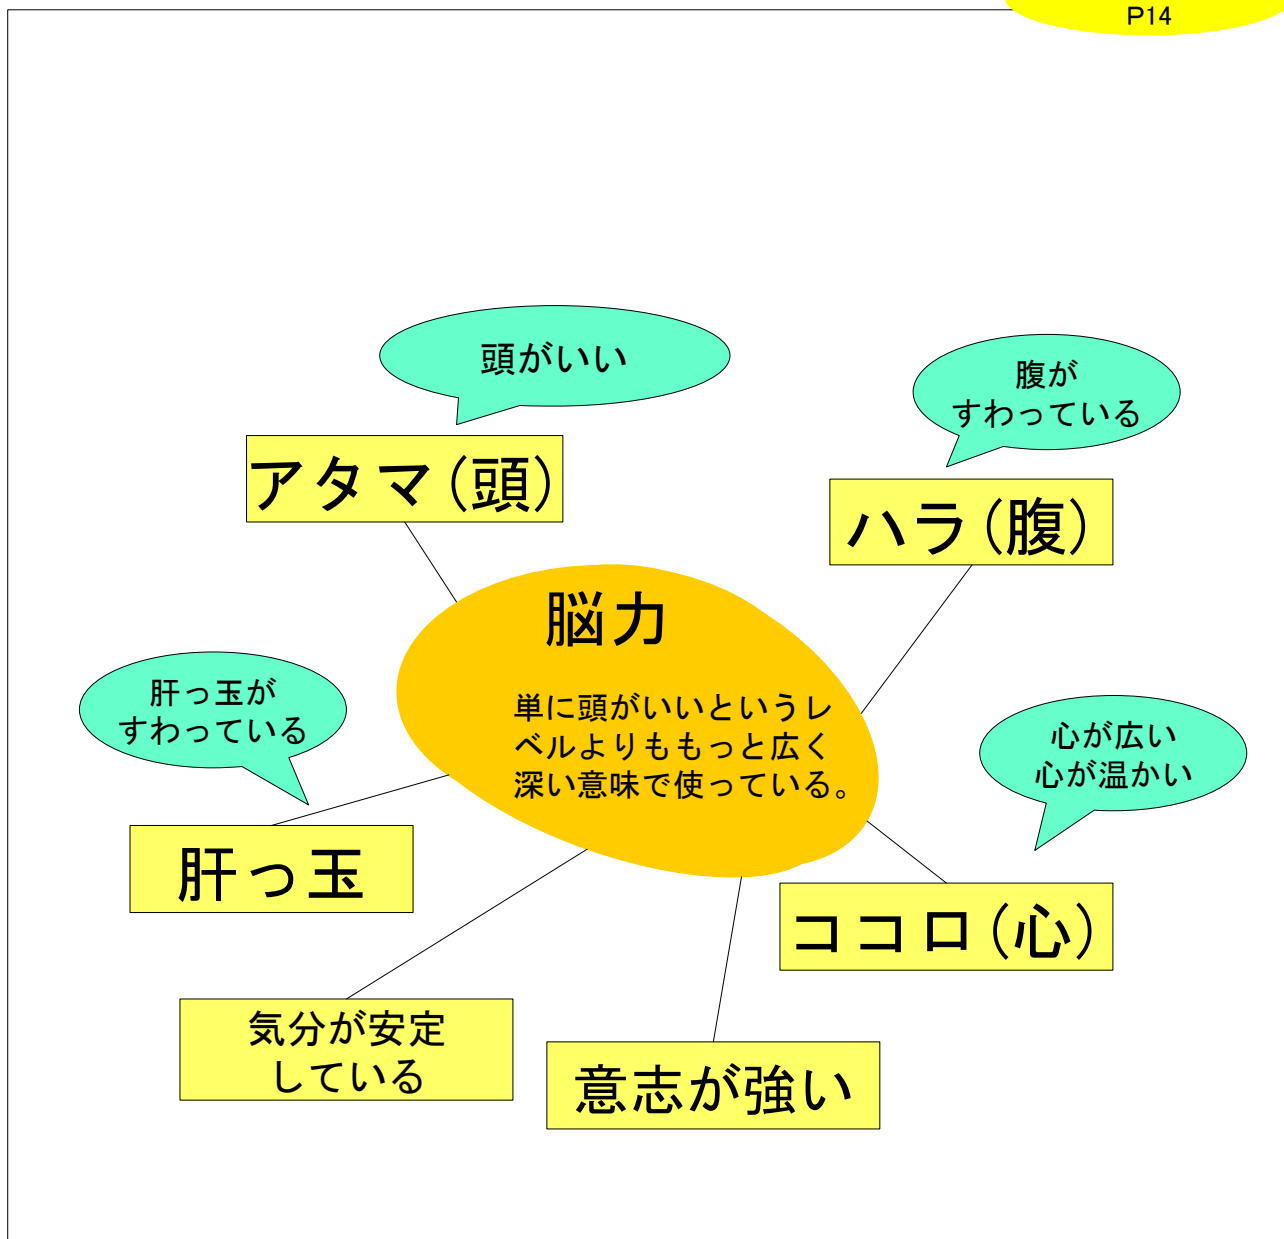 P14
頭がいい
アタマ(頭)
腹が
すわっている
ハラ(腹)
脳力
単に頭がいいというレ
ベルよりももっと広く
深い意味で使っている。
肝っ玉が
すわっている
肝っ玉
心が広い
心が温かい
ココロ(心)
気分が安定
している
意志が強い